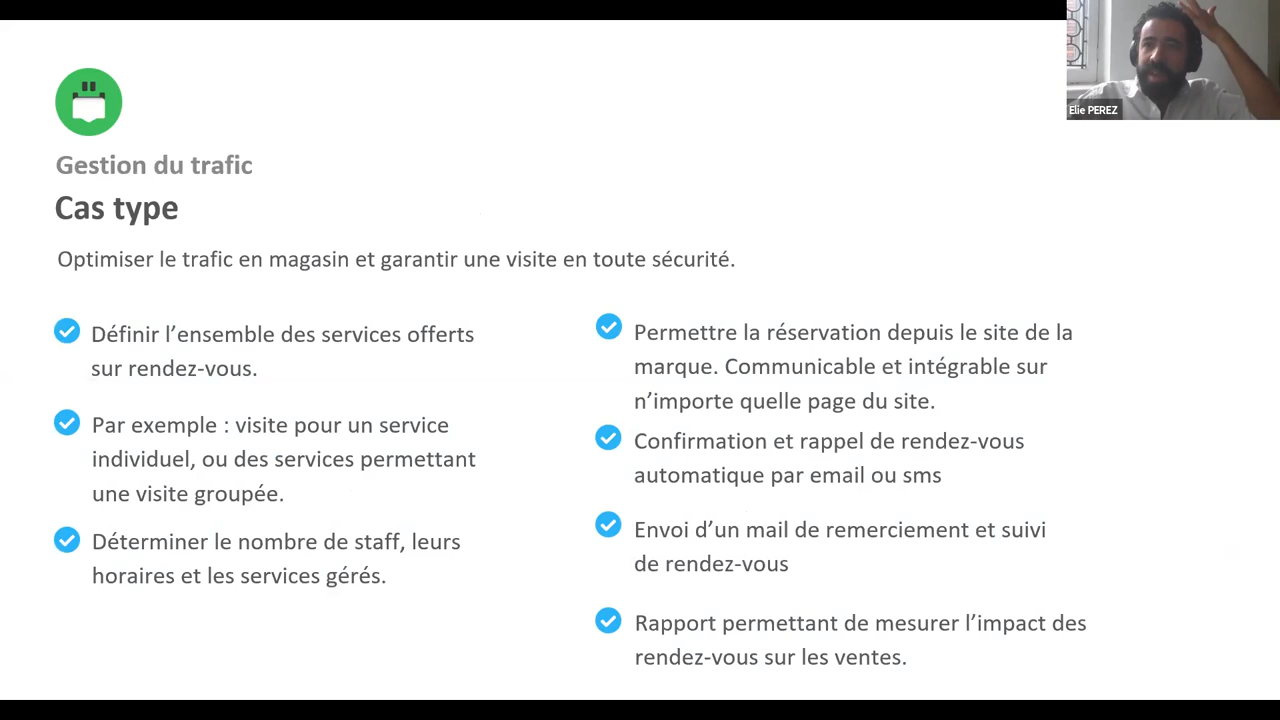 Elie PEREZ
Gestion du trafic
Cas type
Optimiser le trafic en magasin et garantir une visite en toute sécurité.
Définir l’ensemble des services offerts
sur rendez-vous.
Par exemple : visite pour un service
individuel, ou des services permettant
une visite groupée.
Déterminer le nombre de staff, leurs
horaires et les services gérés.
Permettre la réservation depuis le site de la
marque. Communicable et intégrable sur
n’importe quelle page du site.
Confirmation et rappel de rendez-vous
automatique par email ou sms
Envoi d’un mail de remerciement et suivi
de rendez-vous
Rapport permettant de mesurer l’impact des
rendez-vous sur les ventes.